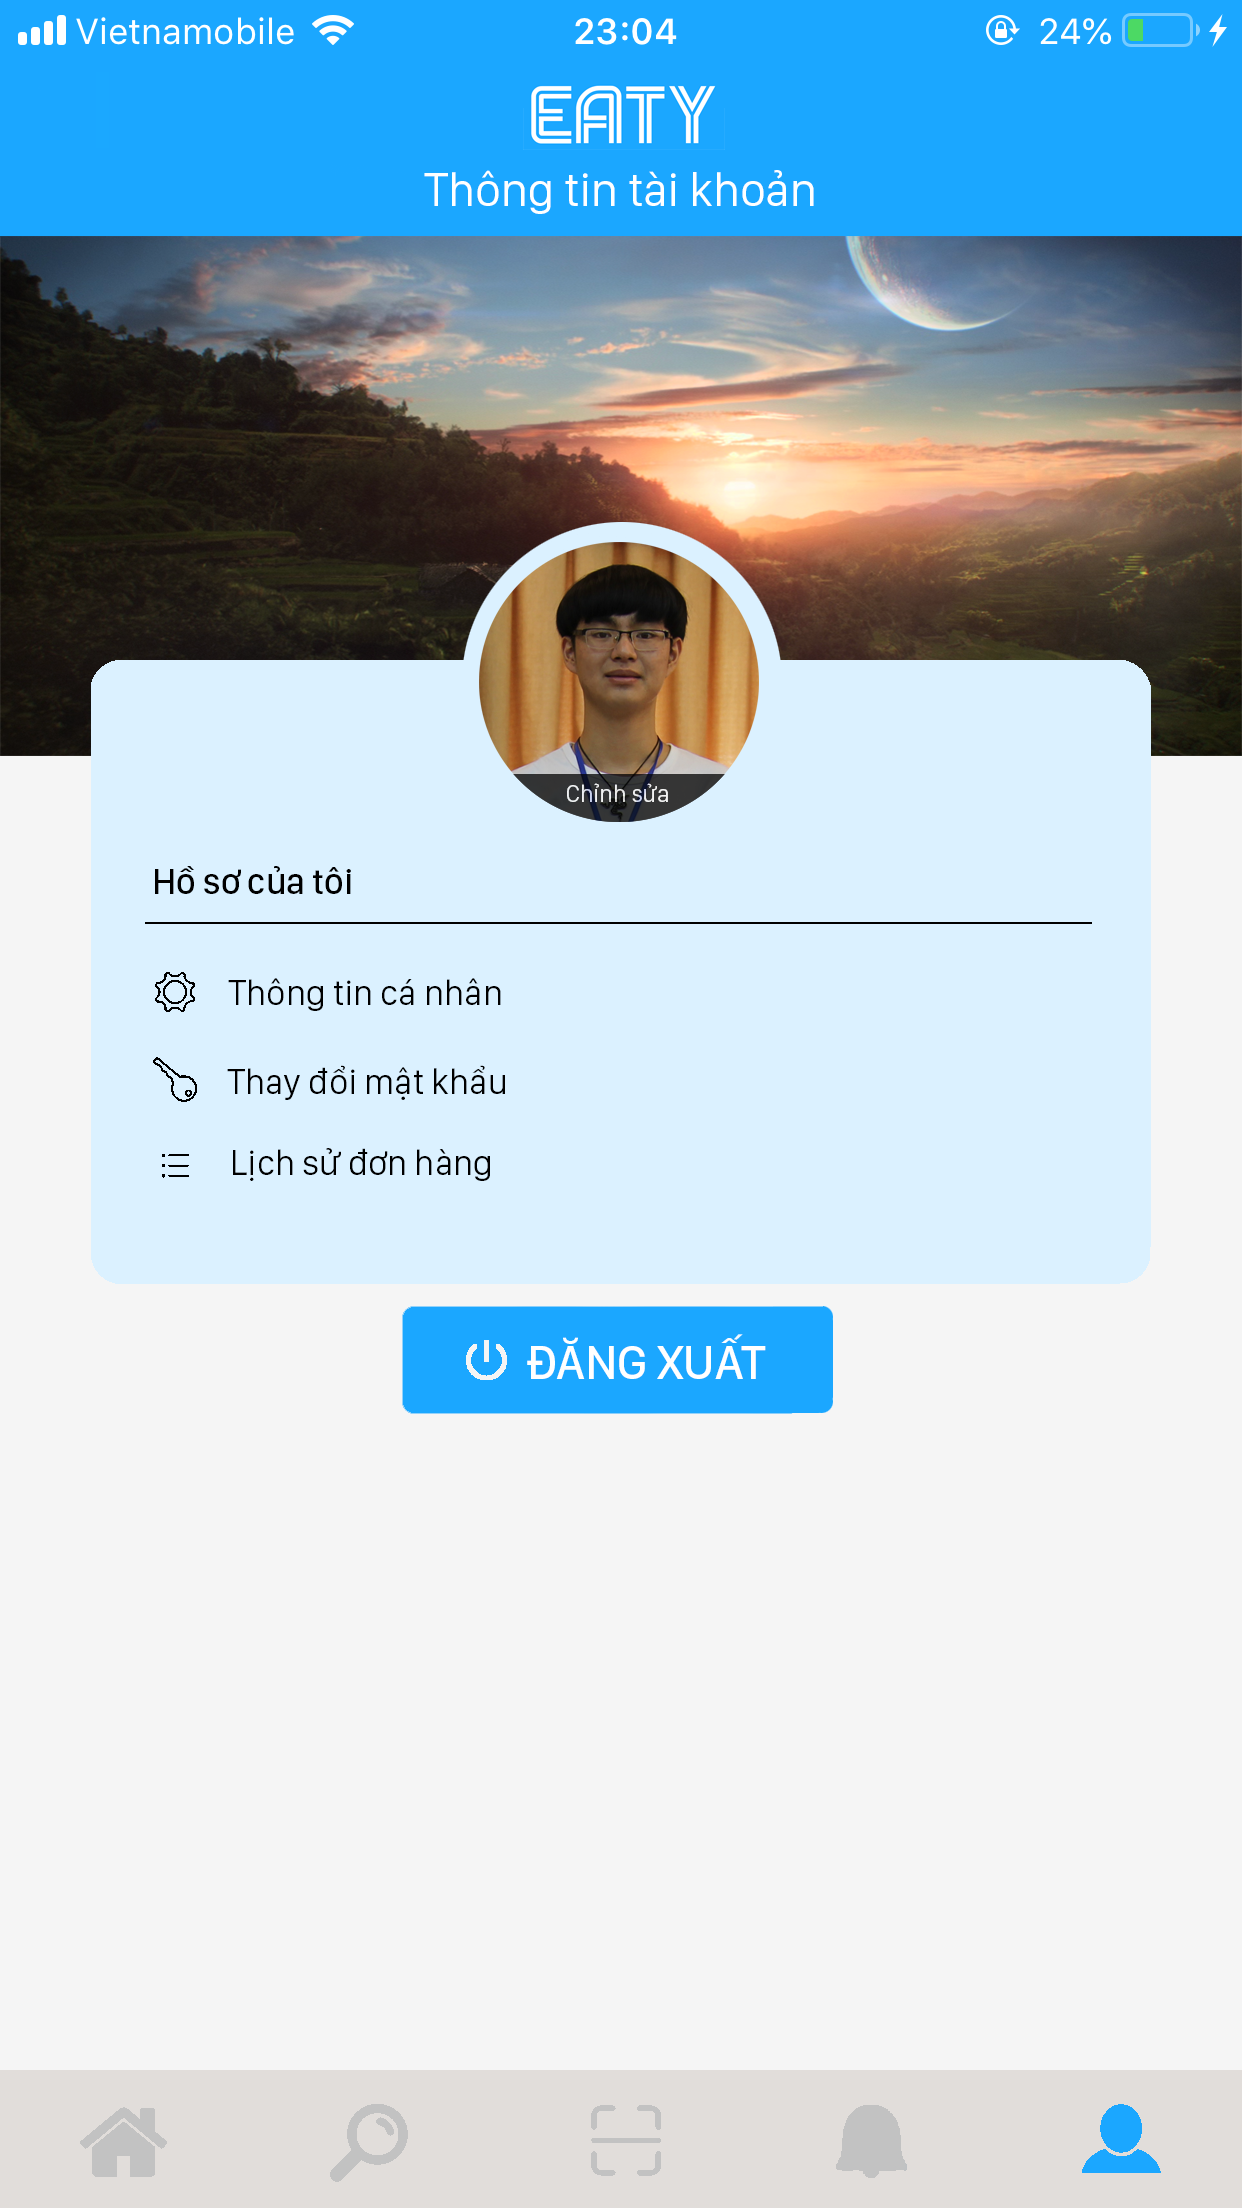 Vietnamobile 23:04 24%
EATY
Thông tin tài khoản
Chỉnh sửa
Hồ sơ của tôi
Thông tin cá nhân
Thay đổi mật khẩu
Lịch sử đơn hàng
ĐĂNG XUẤT